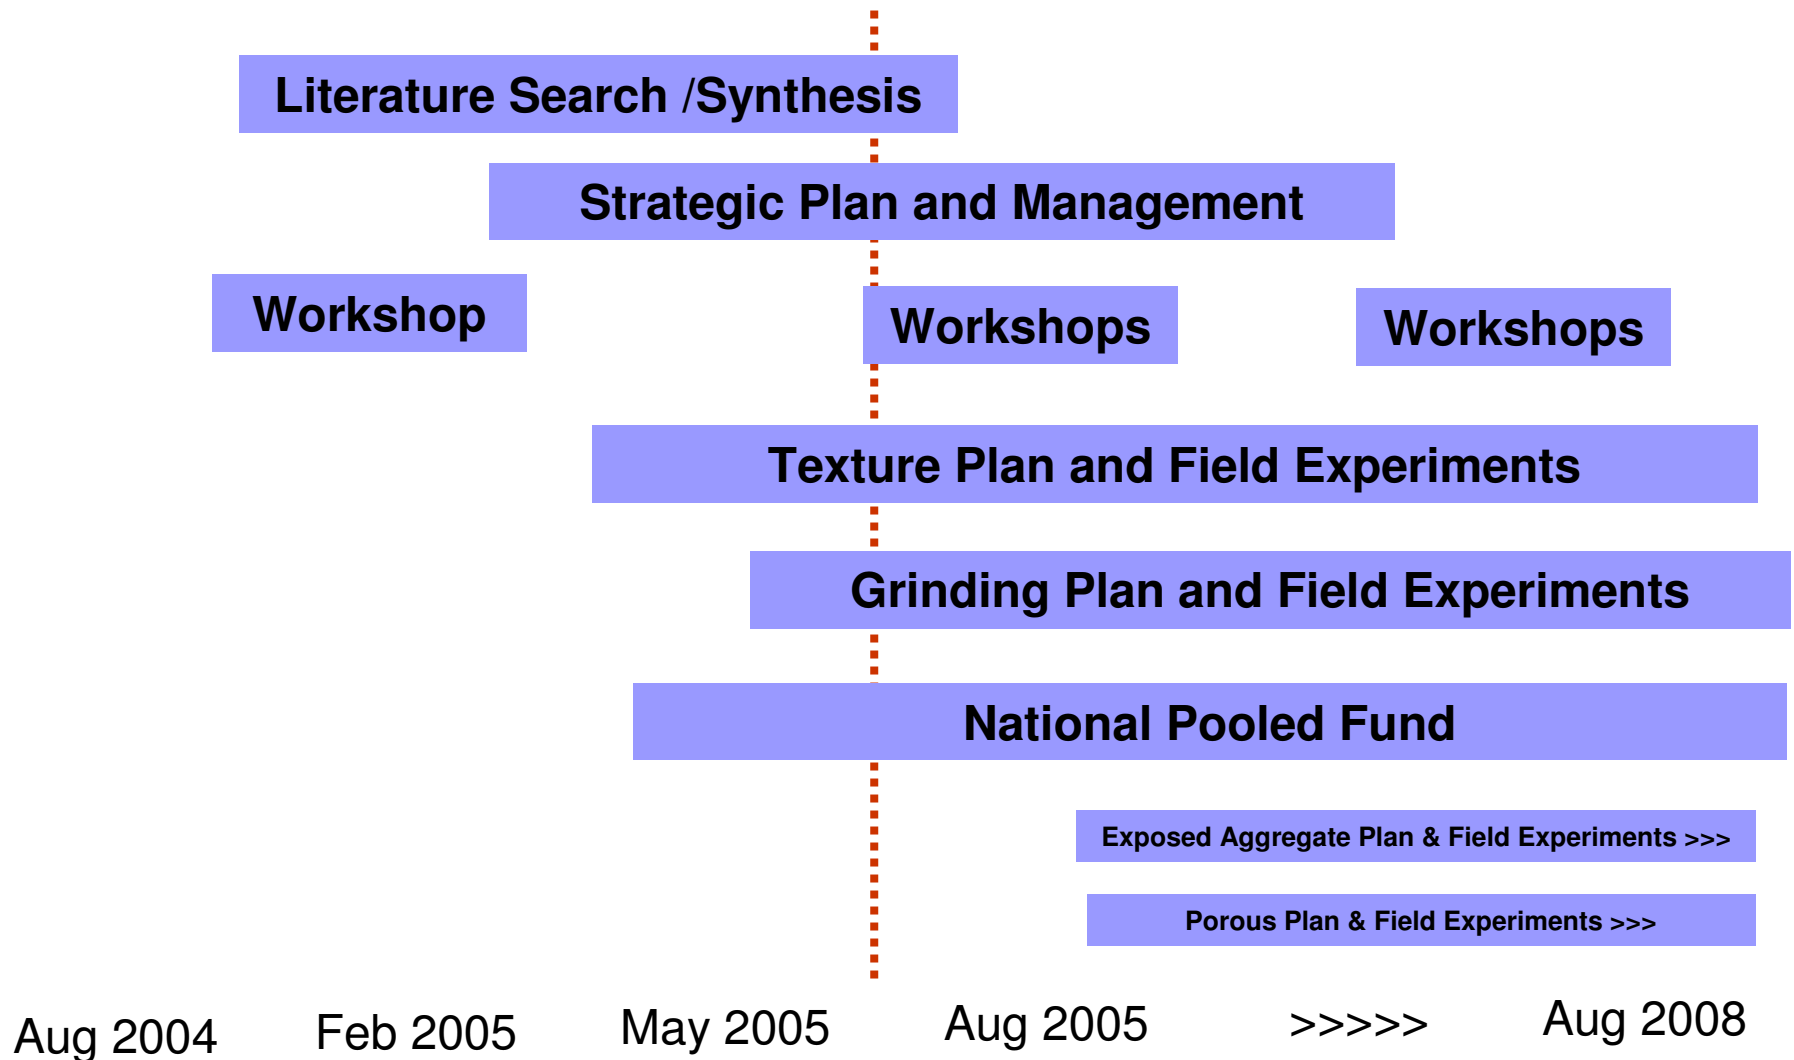 Literature Search /Synthesis
Strategic Plan and Management
Workshop
Workshops
Workshops
Texture Plan and Field Experiments
Grinding Plan and Field Experiments
National Pooled Fund
Exposed Aggregate Plan & Field Experiments >>>
Porous Plan & Field Experiments >>>
Aug 2004 Feb 2005 May 2005 Aug 2005 >>>>> Aug 2008